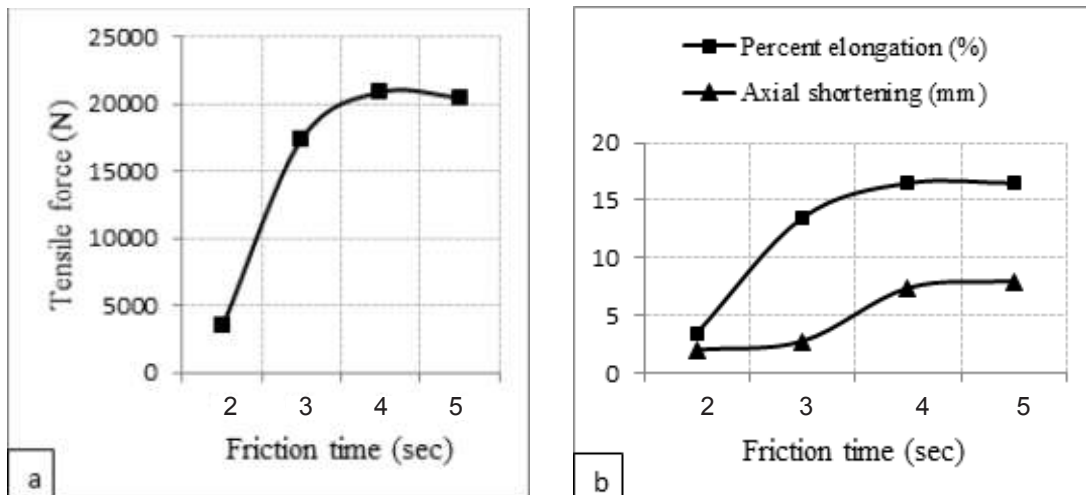 25000
20000
15000
10000
5000
0
Tensile force (N)
2 3 4 5
Friction time (sec)
a
Percent elongation (%)
Axial shortening (mm)
20
15
10
5
0
2 3 4 5
Friction time (sec)
b